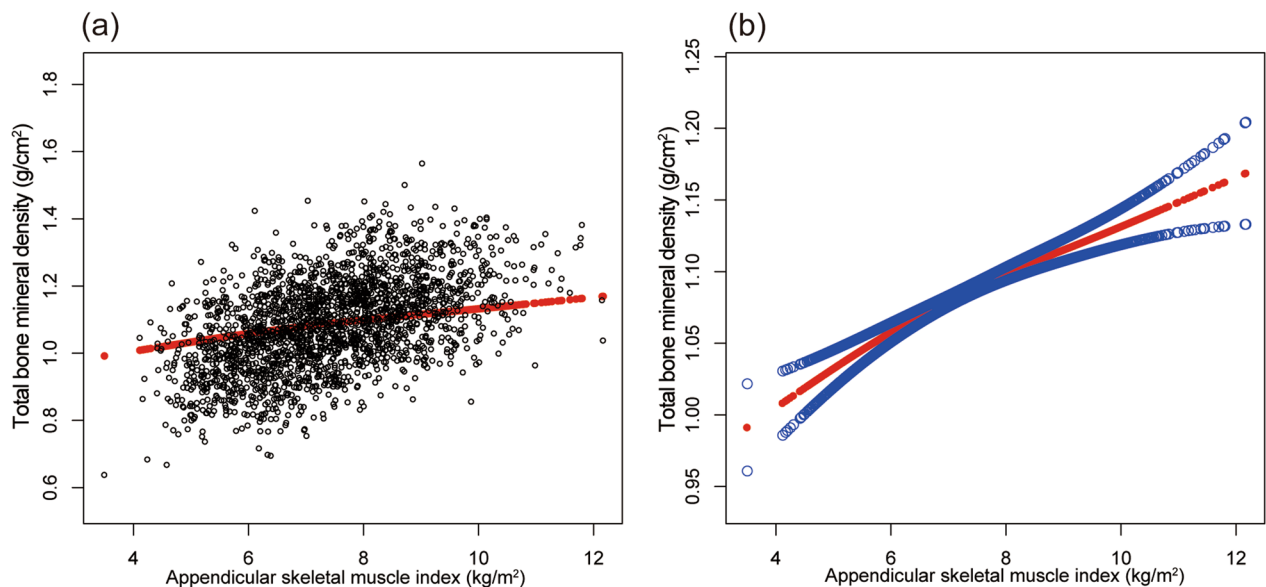 (a)
Total bone mineral density (g/cm²)
1.8
1.6
1.4
1.2
1.0
0.8
0.6
4 6 8 10 12
Appendicular skeletal muscle index (kg/m²)
(b)
Total bone mineral density (g/cm²)
1.25
1.20
1.15
1.10
1.05
1.00
0.95
4 6 8 10 12
Appendicular skeletal muscle index (kg/m²)